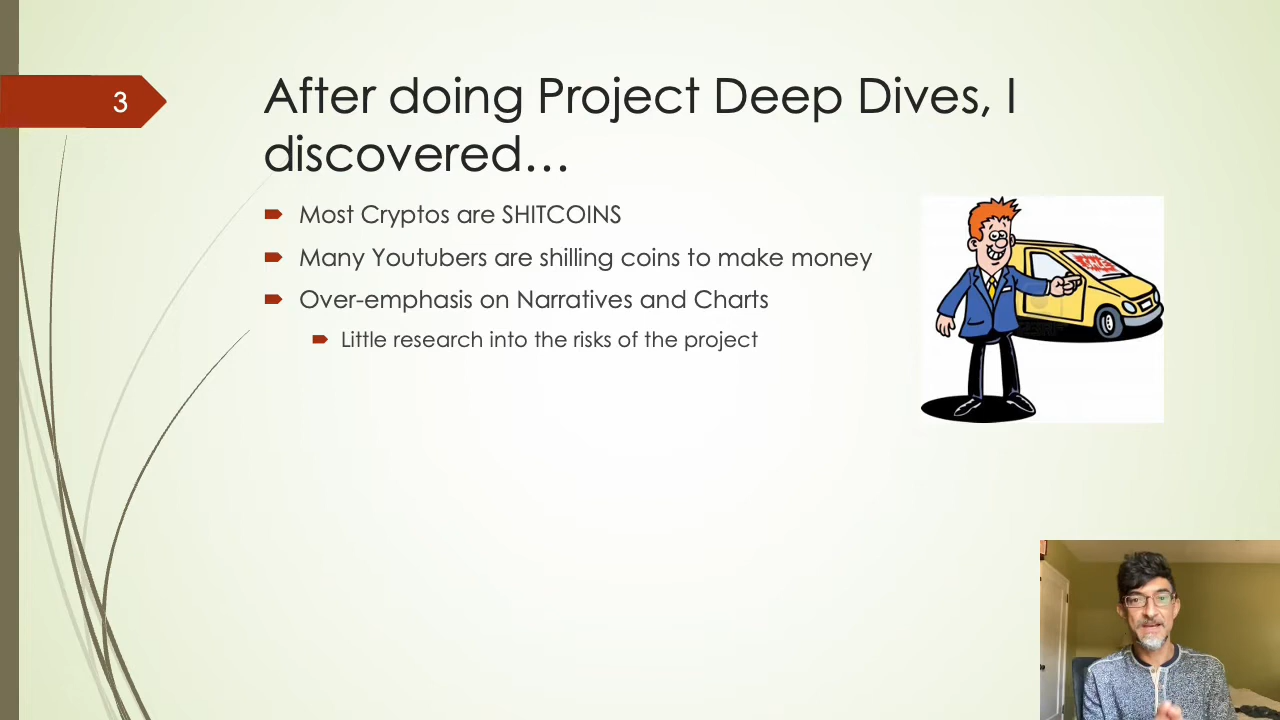 3
After doing Project Deep Dives, I
discovered…
Most Cryptos are SHITCOINS
Many Youtubers are shilling coins to make money
Over-emphasis on Narratives and Charts
Little research into the risks of the project